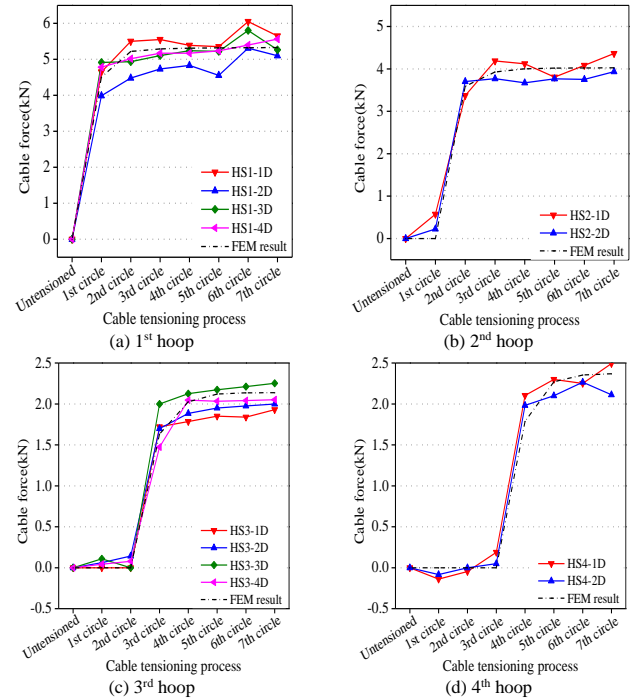 6
5
4
3
2
1
0
Cable force(kN)
HS1-1D
HS1-2D
HS1-3D
HS1-4D
FEM result
Untensioned
1st circle
2nd circle
3rd circle
4th circle
5th circle
6th circle
7th circle
Cable tensioning process
(a) 1st hoop
5
4
3
2
1
0
Cable force(kN)
HS2-1D
HS2-2D
FEM result
Untensioned
1st circle
2nd circle
3rd circle
4th circle
5th circle
6th circle
7th circle
Cable tensioning process
(b) 2nd hoop
2.5
2.0
1.5
1.0
0.5
0.0
-0.5
Cable force(kN)
HS3-1D
HS3-2D
HS3-3D
HS3-4D
FEM result
Untensioned
1st circle
2nd circle
3rd circle
4th circle
5th circle
6th circle
7th circle
Cable tensioning process
(c) 3rd hoop
2.5
2.0
1.5
1.0
0.5
0.0
-0.5
Cable force(kN)
HS4-1D
HS4-2D
FEM result
Untensioned
1st circle
2nd circle
3rd circle
4th circle
5th circle
6th circle
7th circle
Cable tensioning process
(d) 4th hoop